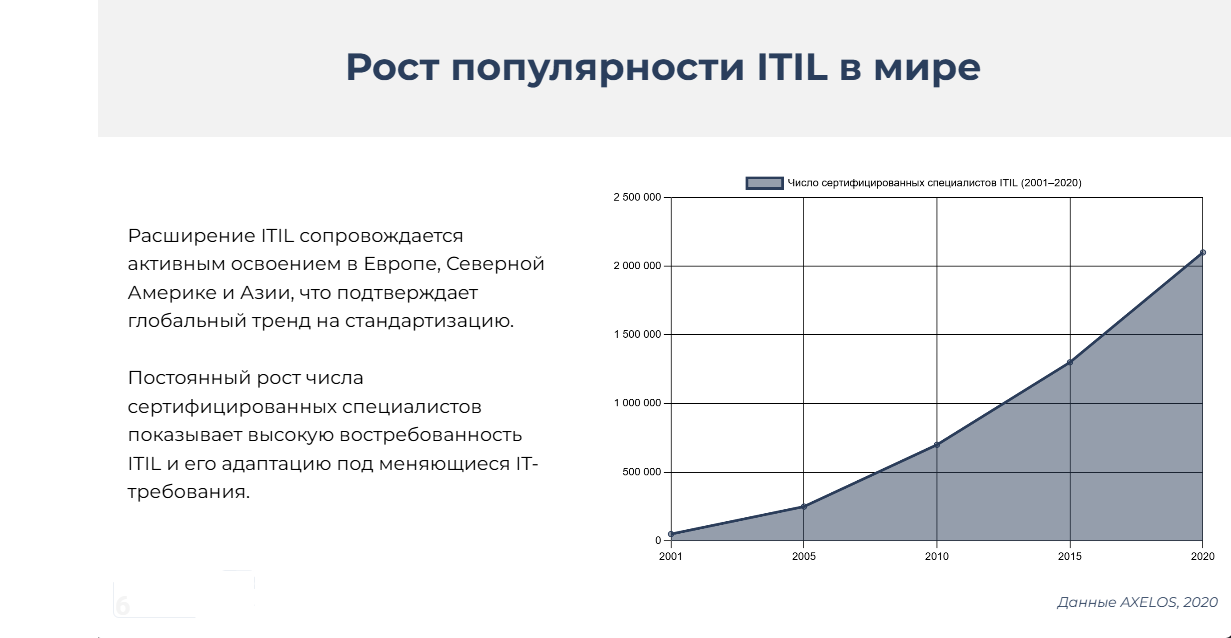 Рост популярности ITIL в мире
Расширение ITIL сопровождается
активным освоением в Европе, Северной
Америке и Азии, что подтверждает
глобальный тренд на стандартизацию.
Постоянный рост числа
сертифицированных специалистов
показывает высокую востребованность
ITIL и его адаптацию под меняющиеся IT-
требования.
Число сертифицированных специалистов ITIL (2001–2020)
2 500 000
2 000 000
1 500 000
1 000 000
500 000
0
2001
2005
2010
2015
2020
Данные AXELOS, 2020
6